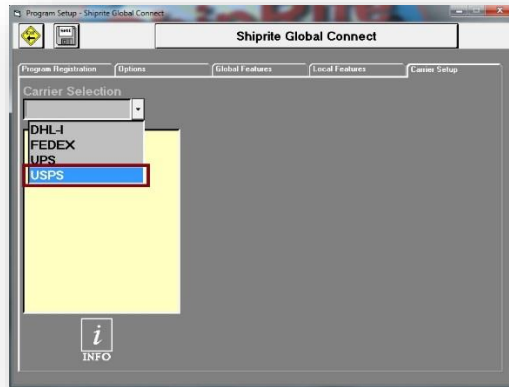 Program Setup - Shiprite Global Connect
Shiprite Global Connect
Program Registration
Options
Global Features
Local Features
Carrier Setup
Carrier Selection
DHL-I
FEDEX
UPS
USPS
i
INFO